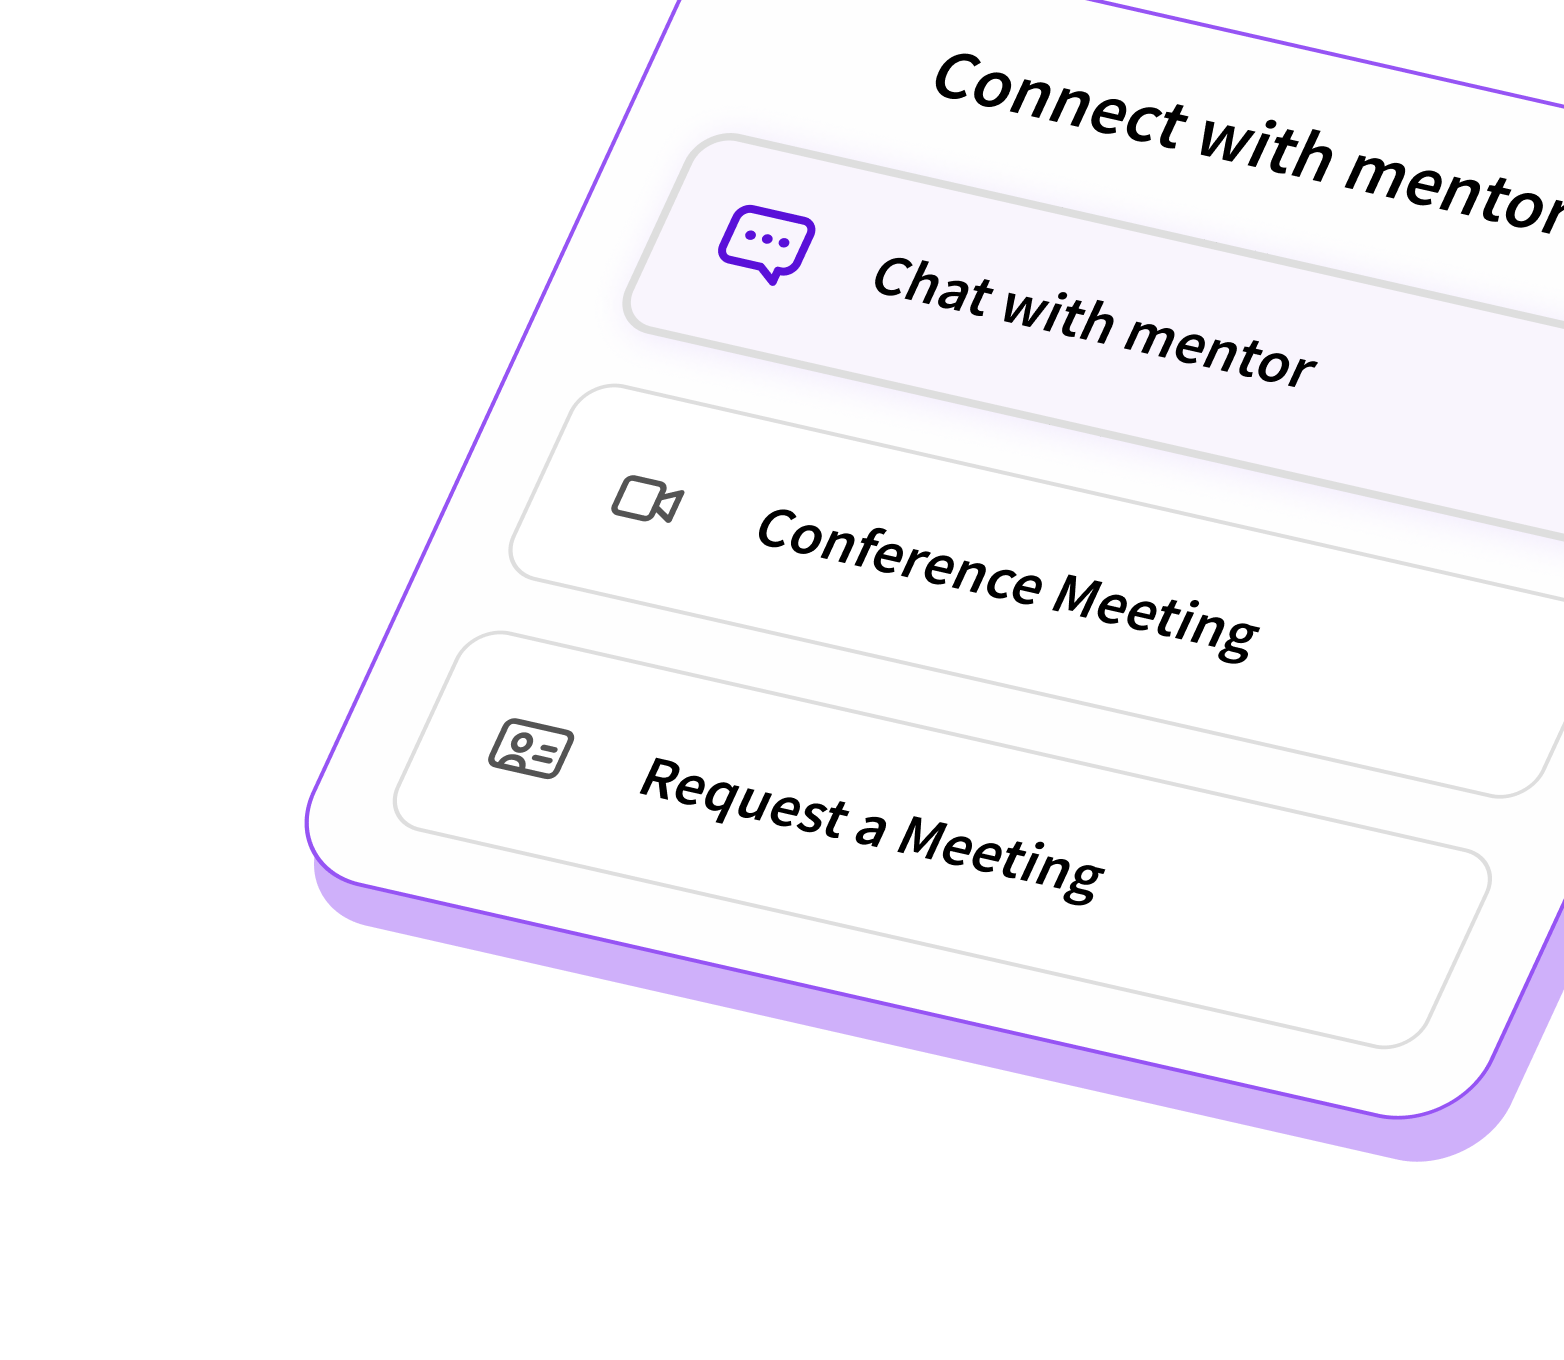 Connect with mentor
Chat with mentor
Conference Meeting
Request a Meeting